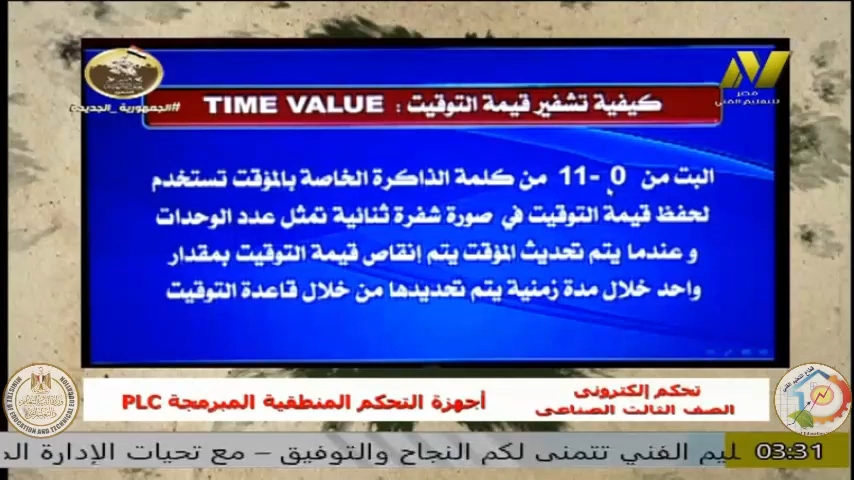 #الجمهورية_الجديدة
مصر
للتعليم الفني
كيفية تشفير قيمة التوقيت : TIME VALUE
البت من 0 -11 من كلمة الذاكرة الخاصة بالمؤقت تستخدم
لحفظ قيمة التوقيت في صورة شفرة ثنائية تمثل عدد الوحدات
وعندما يتم تحديث المؤقت يتم إنقاص قيمة التوقيت بمقدار
واحد خلال مدة زمنية يتم تحديدها من خلال قاعدة التوقيت
تحكم إلكترونى
الصف الثالث الصناعى
أجهزة التحكم المنطقية المبرمجة PLC
ليم الفني تتمنى لكم النجاح والتوفيق – مع تحيات الإدارة
03:31